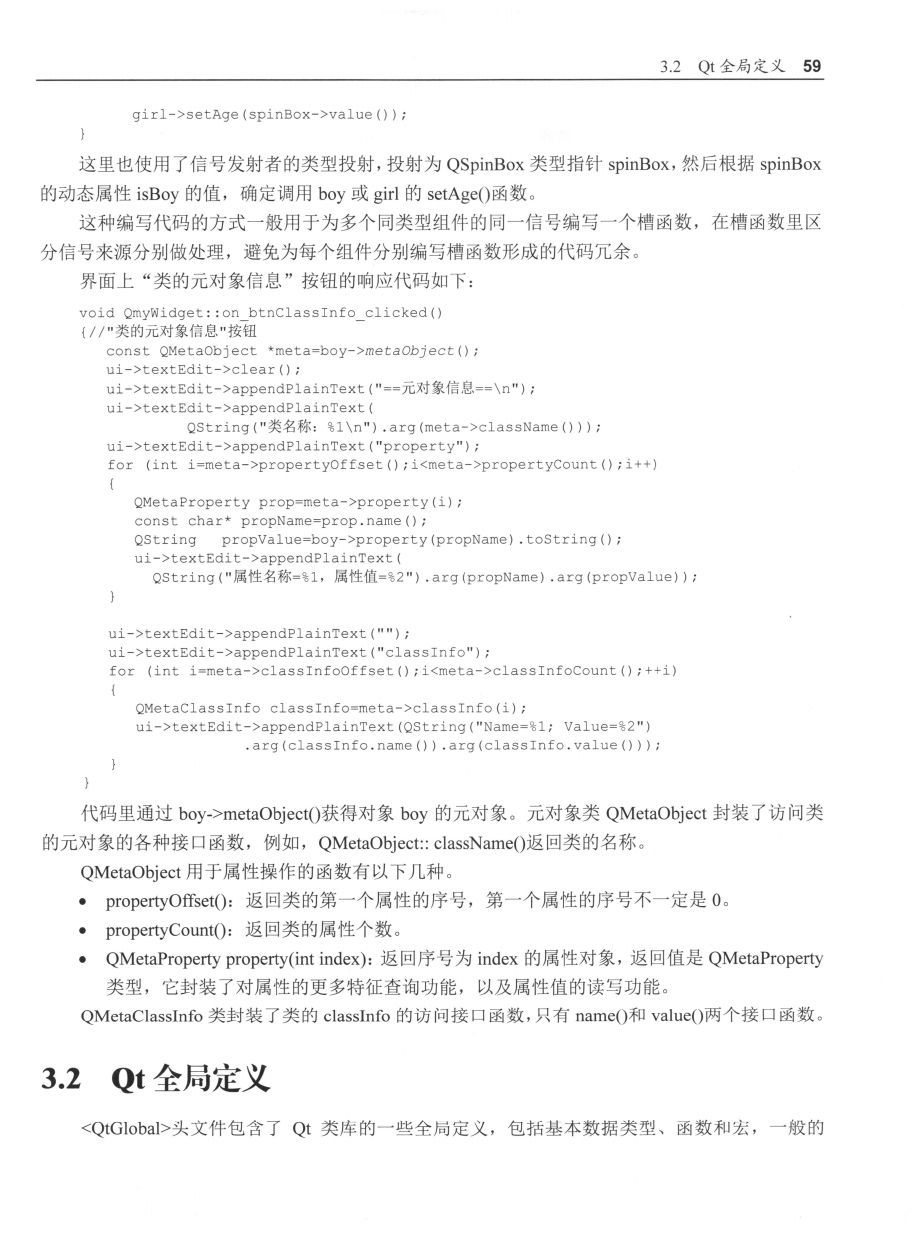 3.2 Qt 全局定义 59
girl->setAge(spinBox->value());
}
这里也使用了信号发射者的类型投射，投射为 QSpinBox 类型指针 spinBox，然后根据 spinBox
的动态属性 isBoy 的值，确定调用 boy 或 girl 的 setAge()函数。
这种编写代码的方式一般用于为多个同类型组件的同一信号编写一个槽函数，在槽函数里区
分信号来源分别做处理，避免为每个组件分别编写槽函数形成的代码冗余。
界面上“类的元对象信息”按钮的响应代码如下：
void QmyWidget::on_btnClassInfo_clicked()
{//"类的元对象信息"按钮
const QMetaObject *meta=boy->metaObject();
ui->textEdit->clear();
ui->textEdit->appendPlainText("==元对象信息==\n");
ui->textEdit->appendPlainText(
QString("类名称：%1\n").arg(meta->className()));
ui->textEdit->appendPlainText("property");
for (int i=meta->propertyOffset();i<meta->propertyCount();i++)
{
QMetaProperty prop=meta->property(i);
const char* propName=prop.name();
QString propValue=boy->property(propName).toString();
ui->textEdit->appendPlainText(
QString("属性名称=%1，属性值=%2").arg(propName).arg(propValue));
}
ui->textEdit->appendPlainText("");
ui->textEdit->appendPlainText("classInfo");
for (int i=meta->classInfoOffset();i<meta->classInfoCount();++i)
{
QMetaClassInfo classInfo=meta->classInfo(i);
ui->textEdit->appendPlainText(QString("Name=%1; Value=%2")
.arg(classInfo.name()).arg(classInfo.value()));
}
}
代码里通过 boy->metaObject()获得对象 boy 的元对象。元对象类 QMetaObject 封装了访问类
的元对象的各种接口函数，例如，QMetaObject:: className()返回类的名称。
QMetaObject 用于属性操作的函数有以下几种。
• propertyOffset()：返回类的第一个属性的序号，第一个属性的序号不一定是 0。
• propertyCount()：返回类的属性个数。
• QMetaProperty property(int index)：返回序号为 index 的属性对象，返回值是 QMetaProperty
类型，它封装了对属性的更多特征查询功能，以及属性值的读写功能。
QMetaClassInfo 类封装了类的 classInfo 的访问接口函数，只有 name()和 value()两个接口函数。
3.2 Qt 全局定义
<QtGlobal>头文件包含了 Qt 类库的一些全局定义，包括基本数据类型、函数和宏，一般的